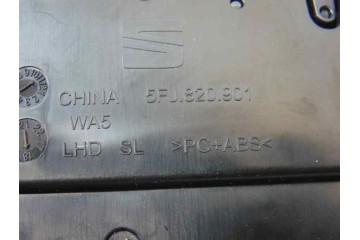 CHINA 5FJ.820.901
WA5
LHD SL >PC+ABS<